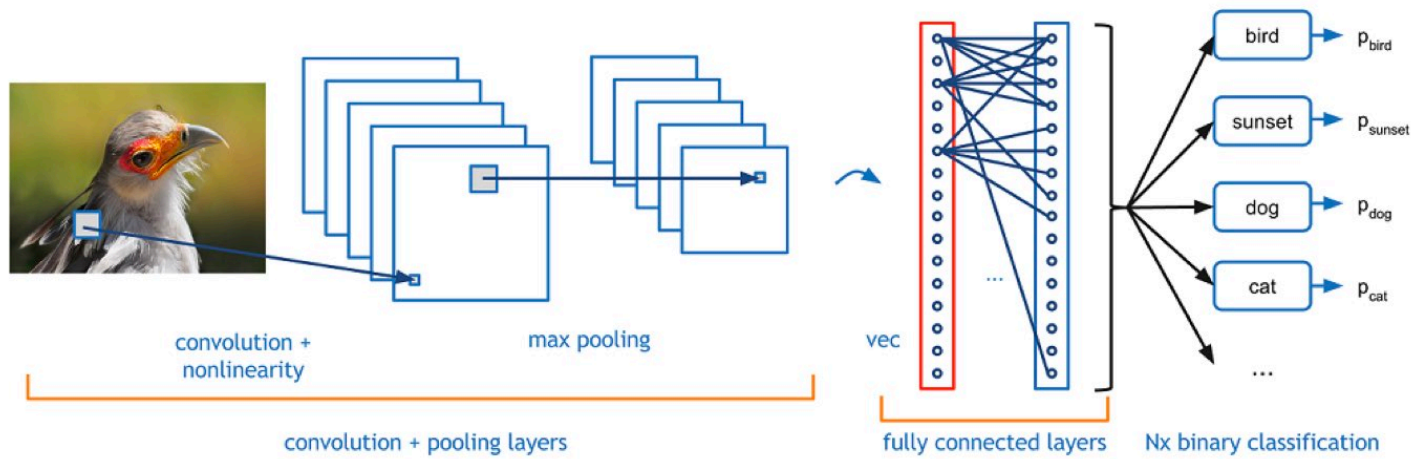 convolution +
nonlinearity
max pooling
convolution + pooling layers
vec
...
fully connected layers
bird
p_bird
sunset
p_sunset
dog
p_dog
cat
p_cat
...
Nx binary classification